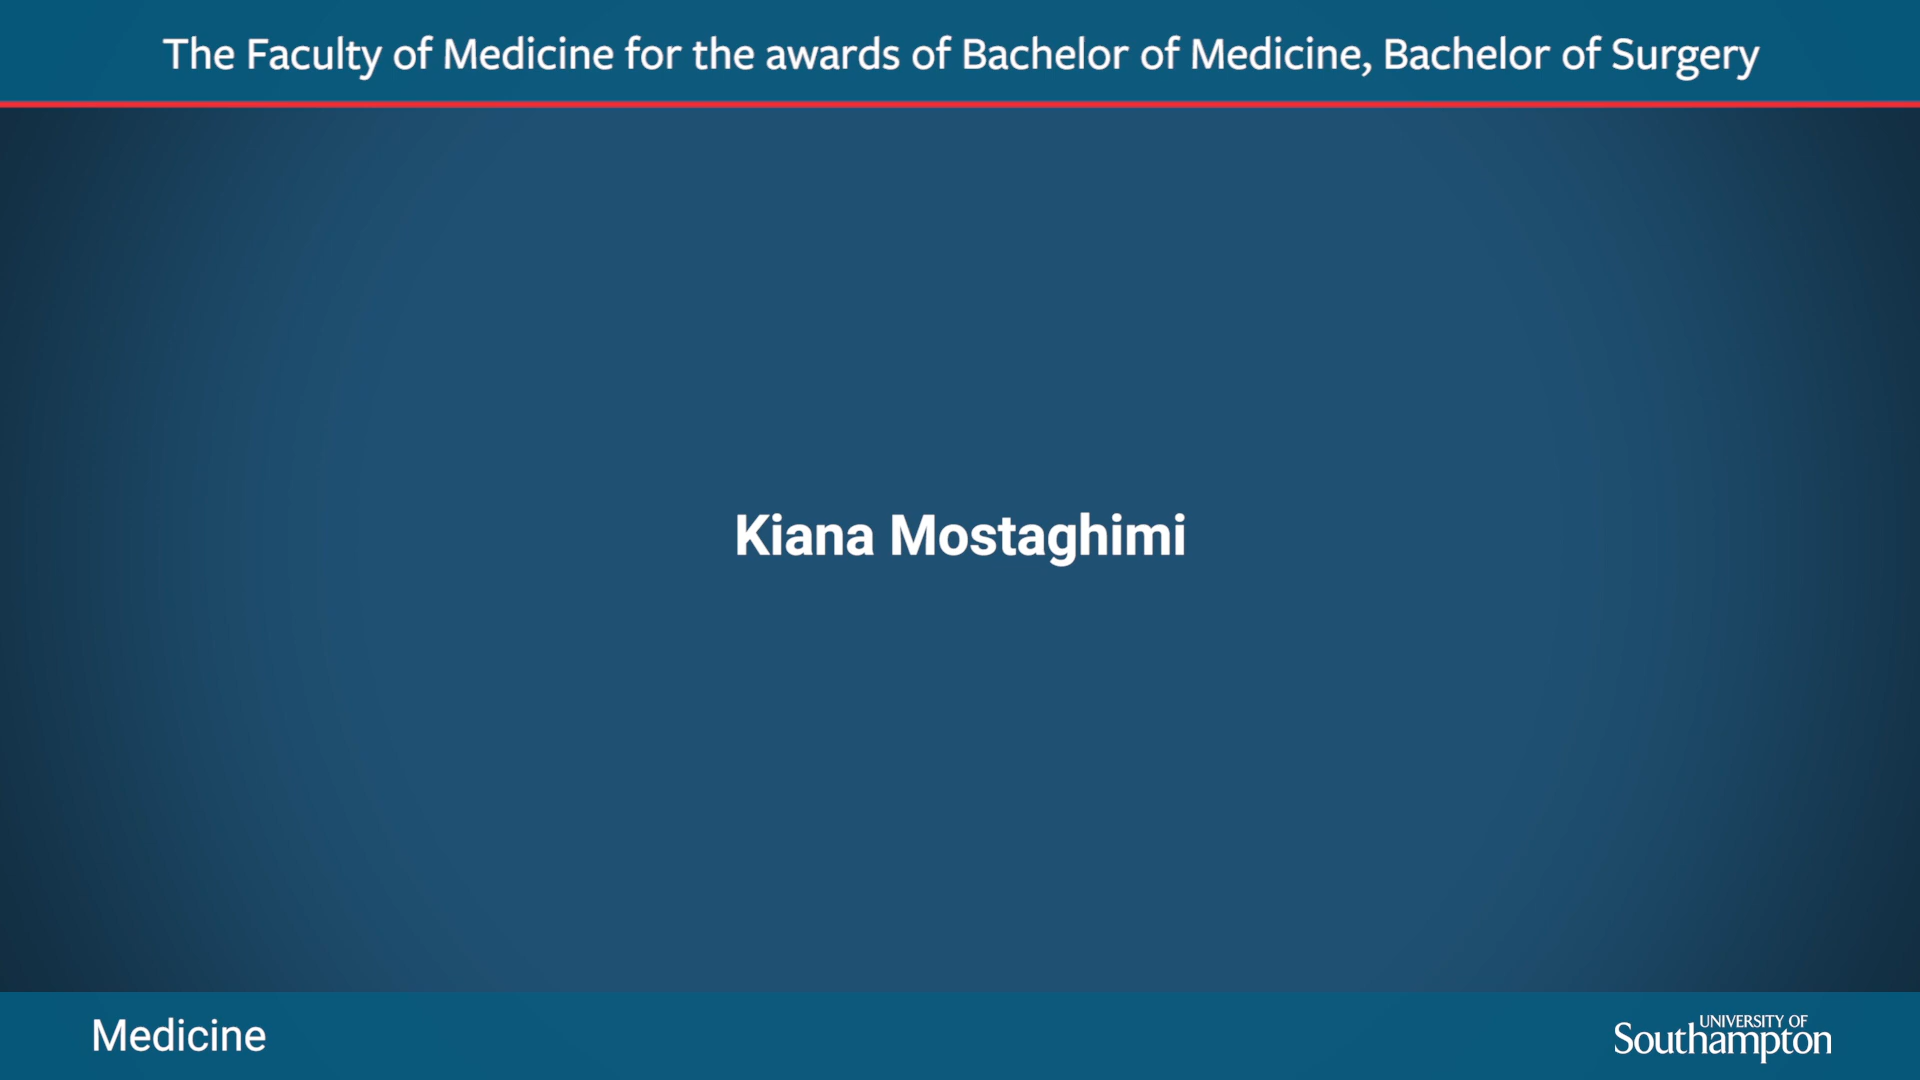 The Faculty of Medicine for the awards of Bachelor of Medicine, Bachelor of Surgery
Kiana Mostaghimi
Medicine
UNIVERSITY OF
Southampton